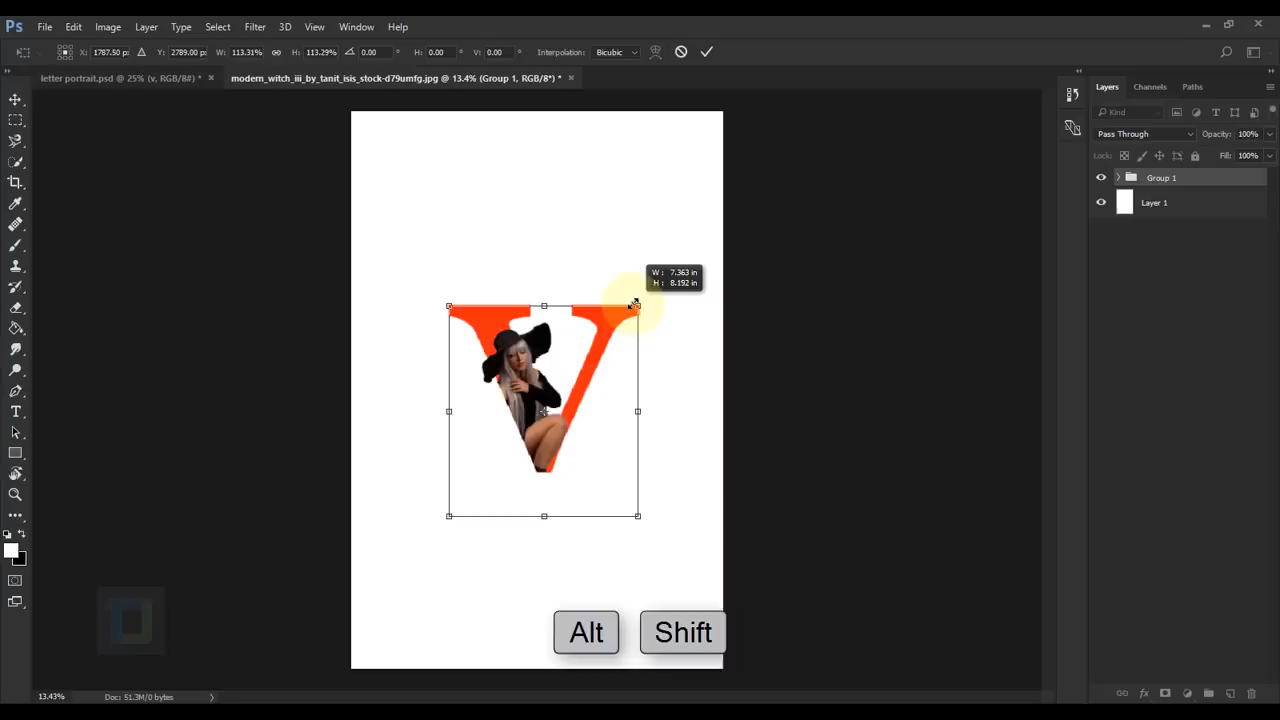 Ps File Edit Image Layer Type Select Filter 3D View Window Help
X: 1787.50 px Y: 2789.00 px W: 113.31% H: 113.29% 0.00 ° H: 0.00 ° V: 0.00 ° Interpolation: Bicubic
letter portrait.psd @ 25% (v, RGB/8#) * × modern_witch_iii_by_tanit_isis_stock-d79umfg.jpg @ 13.4% (Group 1, RGB/8*) * ×
Layers Channels Paths
Kind
Pass Through Opacity: 100%
Lock: Fill: 100%
Group 1
Layer 1
W: 7.363 in
H: 8.192 in
V
Alt Shift
13.43% Doc: 51.3M/0 bytes